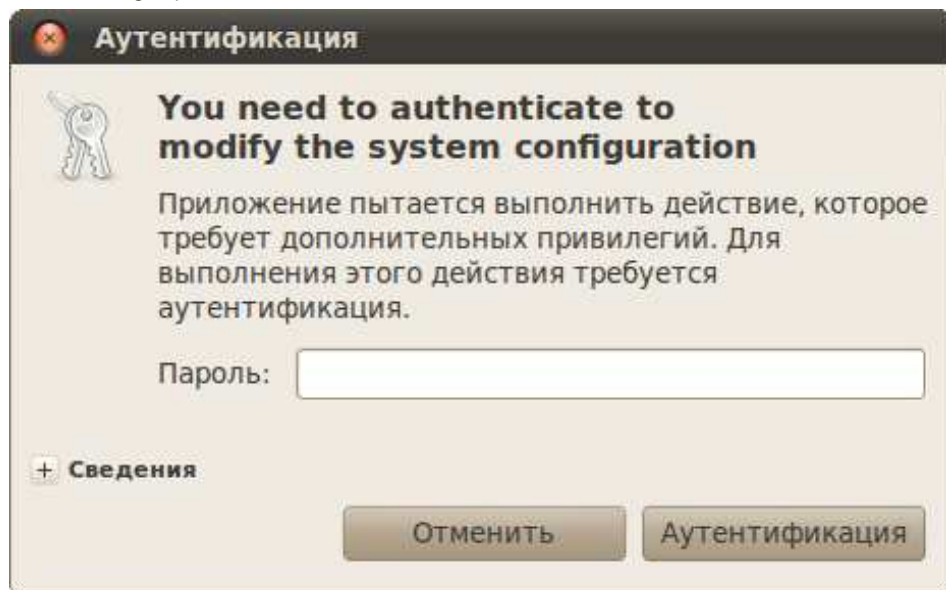 Аутентификация
You need to authenticate to
modify the system configuration
Приложение пытается выполнить действие, которое
требует дополнительных привилегий. Для
выполнения этого действия требуется
аутентификация.
Пароль:
+ Сведения
Отменить Аутентификация